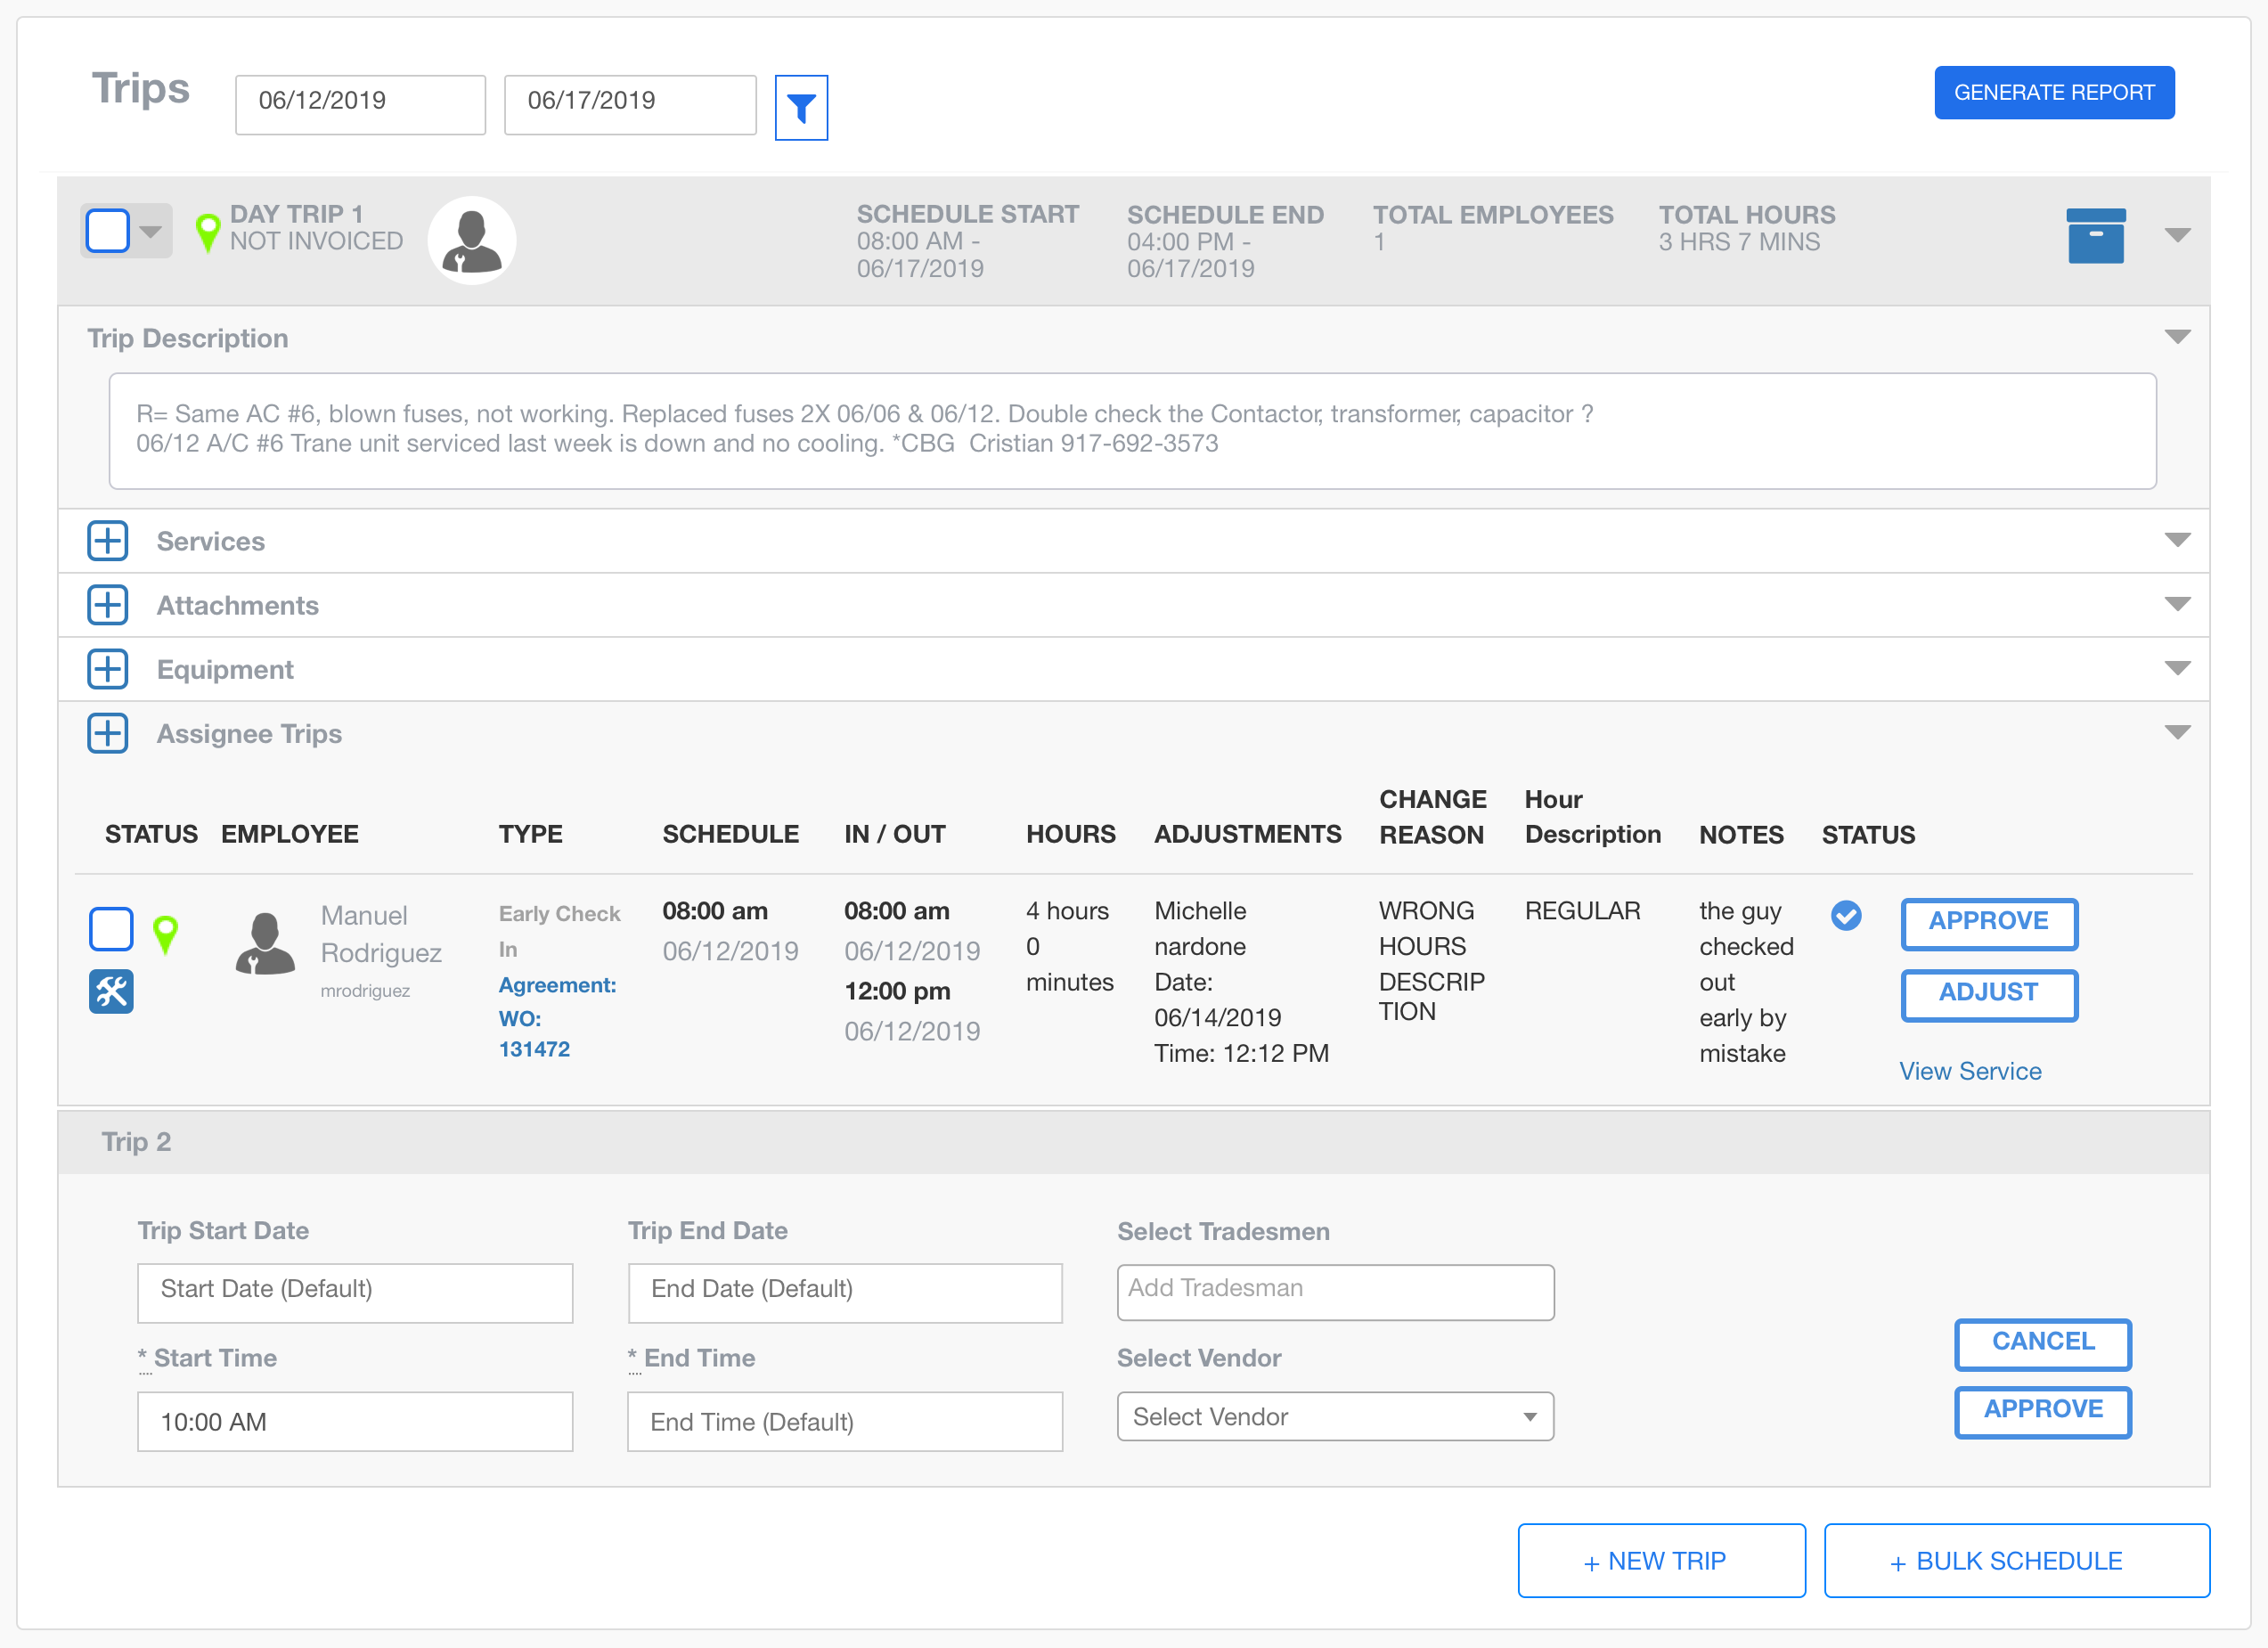 Trips
06/12/2019
06/17/2019
GENERATE REPORT
DAY TRIP 1
NOT INVOICED
SCHEDULE START
08:00 AM -
06/17/2019
SCHEDULE END
04:00 PM -
06/17/2019
TOTAL EMPLOYEES
1
TOTAL HOURS
3 HRS 7 MINS
Trip Description
R= Same AC #6, blown fuses, not working. Replaced fuses 2X 06/06 & 06/12. Double check the Contactor, transformer, capacitor ?
06/12 A/C #6 Trane unit serviced last week is down and no cooling. *CBG  Cristian 917-692-3573
Services
Attachments
Equipment
Assignee Trips
STATUS
EMPLOYEE
TYPE
SCHEDULE
IN / OUT
HOURS
ADJUSTMENTS
CHANGE
REASON
Hour
Description
NOTES
STATUS
Manuel
Rodriguez
mrodriguez
Early Check
In
Agreement:
WO:
131472
08:00 am
06/12/2019
08:00 am
06/12/2019
12:00 pm
06/12/2019
4 hours
0
minutes
Michelle
nardone
Date:
06/14/2019
Time: 12:12 PM
WRONG
HOURS
DESCRIP
TION
REGULAR
the guy
checked
out
early by
mistake
APPROVE
ADJUST
View Service
Trip 2
Trip Start Date
Start Date (Default)
Trip End Date
End Date (Default)
Select Tradesmen
Add Tradesman
* Start Time
10:00 AM
* End Time
End Time (Default)
Select Vendor
Select Vendor
CANCEL
APPROVE
+ NEW TRIP
+ BULK SCHEDULE